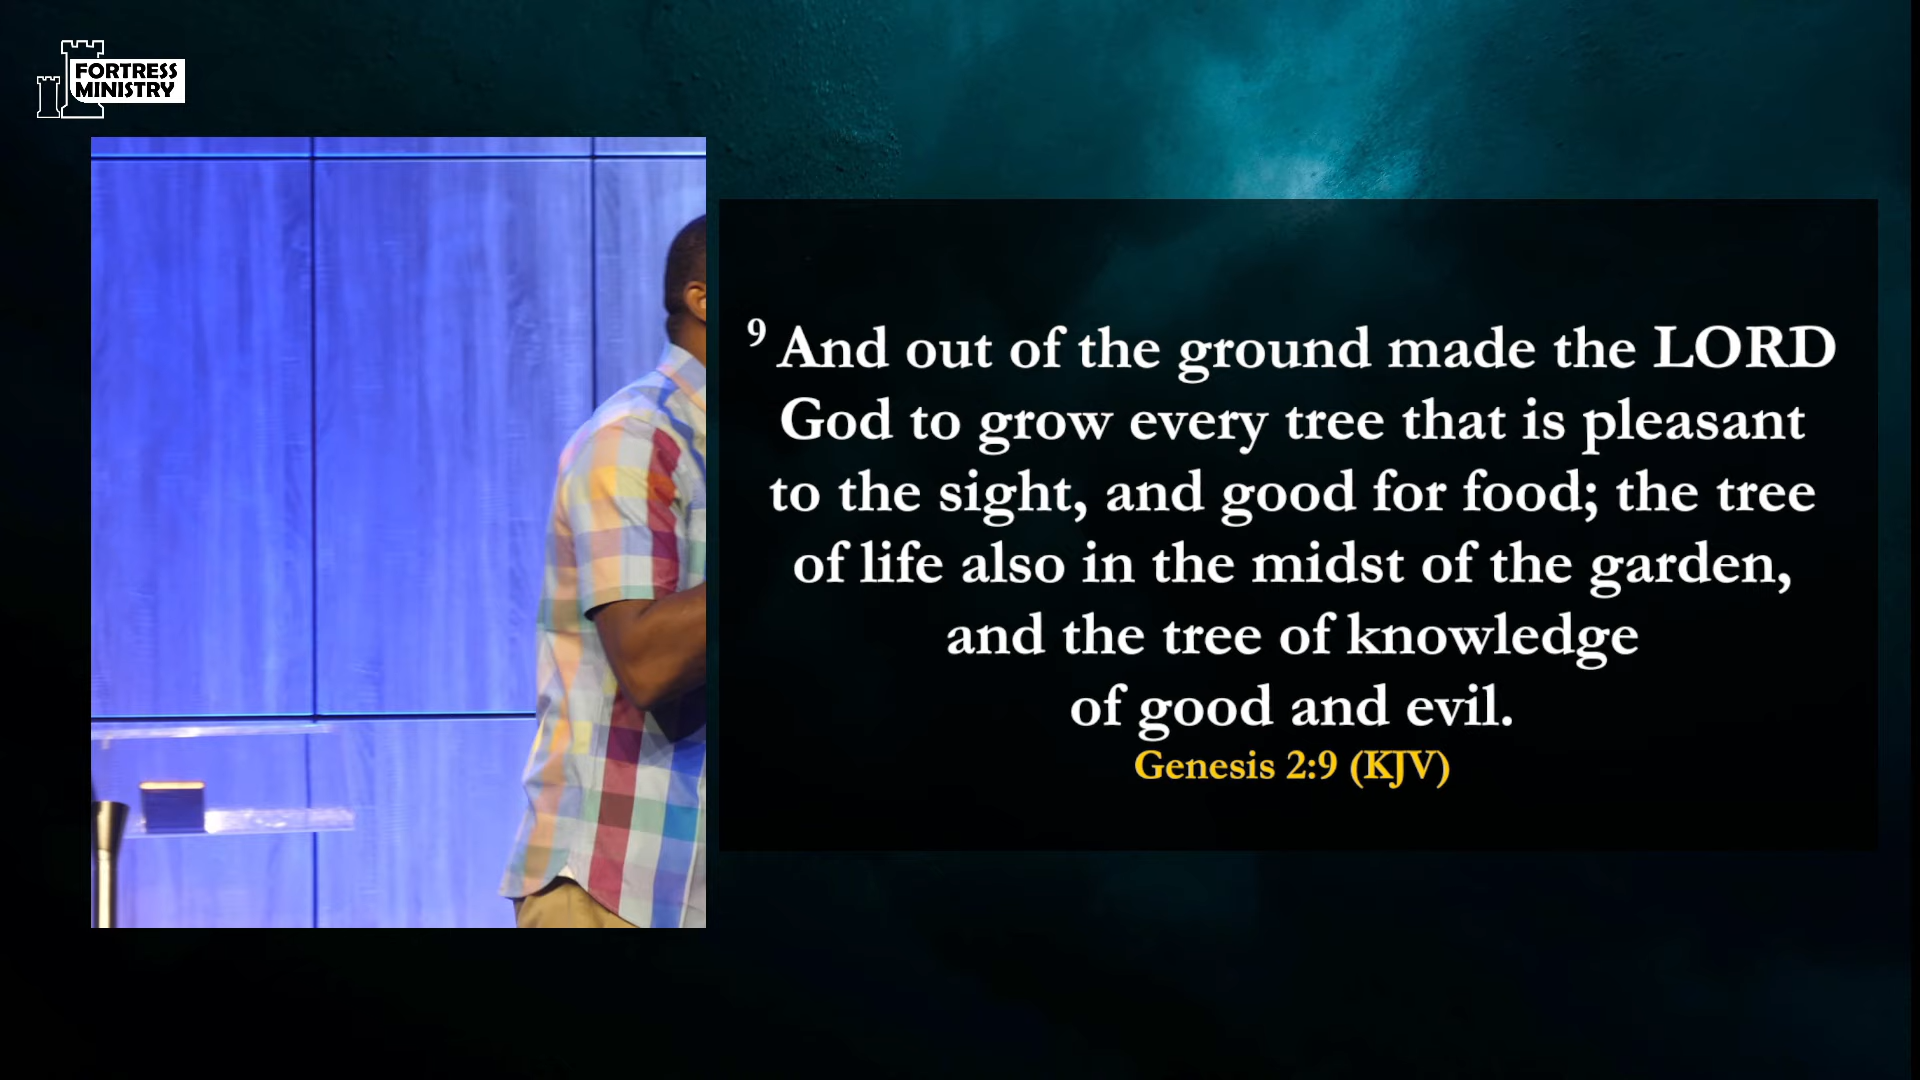 FORTRESS
MINISTRY
9 And out of the ground made the LORD
God to grow every tree that is pleasant
to the sight, and good for food; the tree
of life also in the midst of the garden,
and the tree of knowledge
of good and evil.
Genesis 2:9 (KJV)